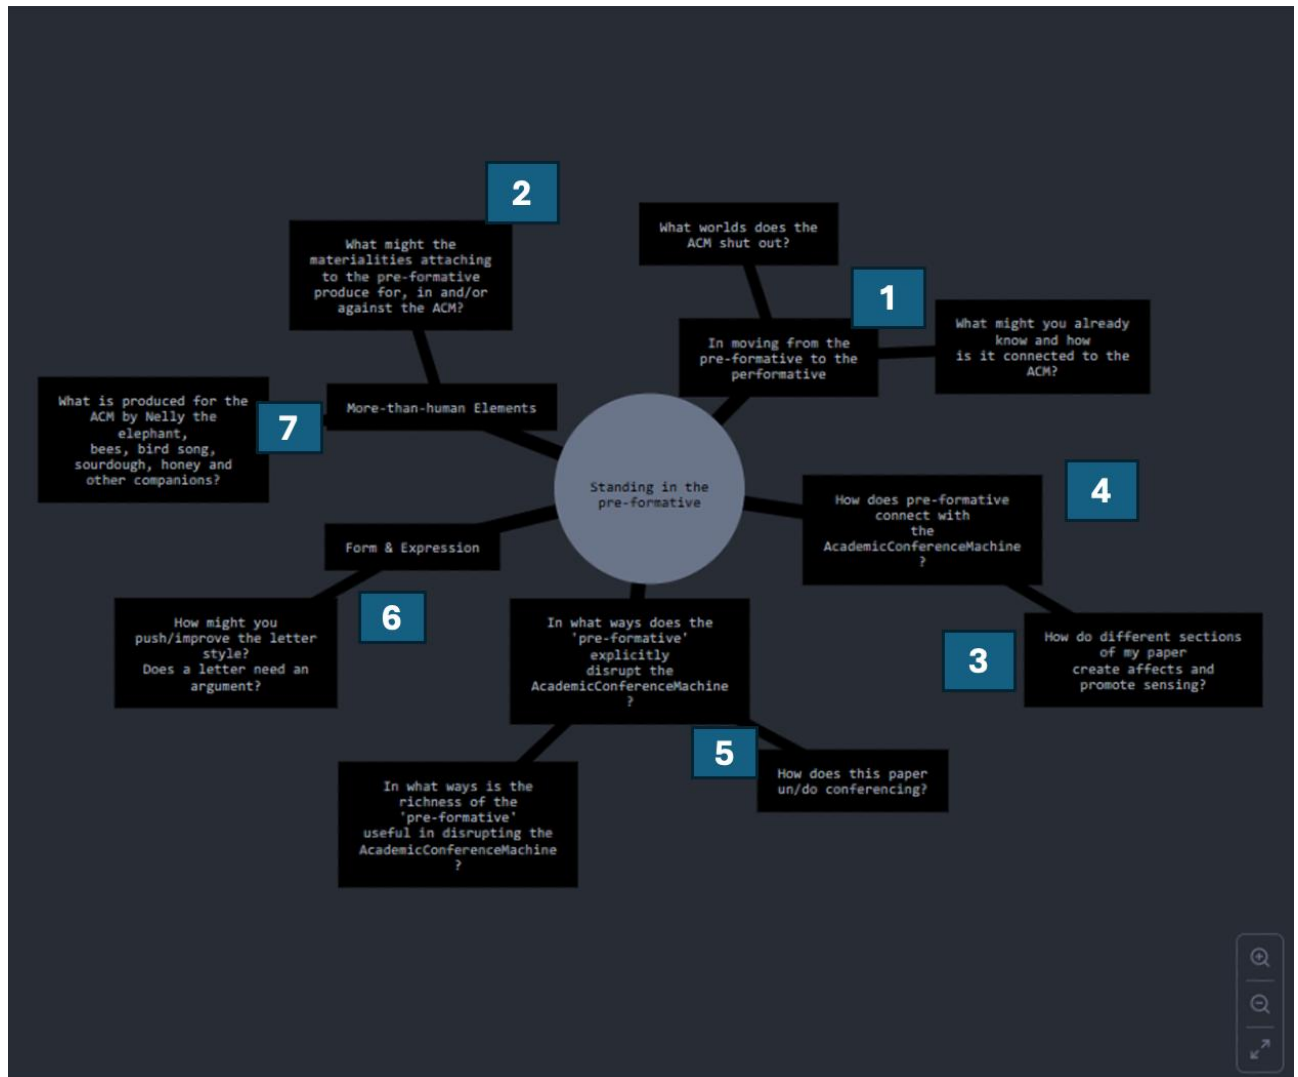 2
What might the
materialities attaching
to the pre-formative
produce for, in and/or
against the ACM?
What worlds does the
ACM shut out?
1
In moving from the
pre-formative to the
performative
What might you already
know and how
is it connected to the
ACM?
What is produced for the
ACM by Nelly the
elephant,
bees, bird song,
sourdough, honey and
other companions?
7
More-than-human Elements
Standing in the
pre-formative
4
How does pre-formative
connect with
the
AcademicConferenceMachine
?
3
How do different sections
of my paper
create affects and
promote sensing?
Form & Expression
6
How might you
push/improve the letter
style?
Does a letter need an
argument?
In what ways does the
'pre-formative'
explicitly
disrupt the
AcademicConferenceMachine
?
5
How does this paper
un/do conferencing?
In what ways is the
richness of the
'pre-formative'
useful in disrupting the
AcademicConferenceMachine
?